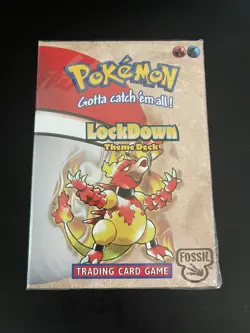 POKéMON
Gotta catch 'em all!
LockDown
Theme Deck
TRADING CARD GAME
FOSSIL